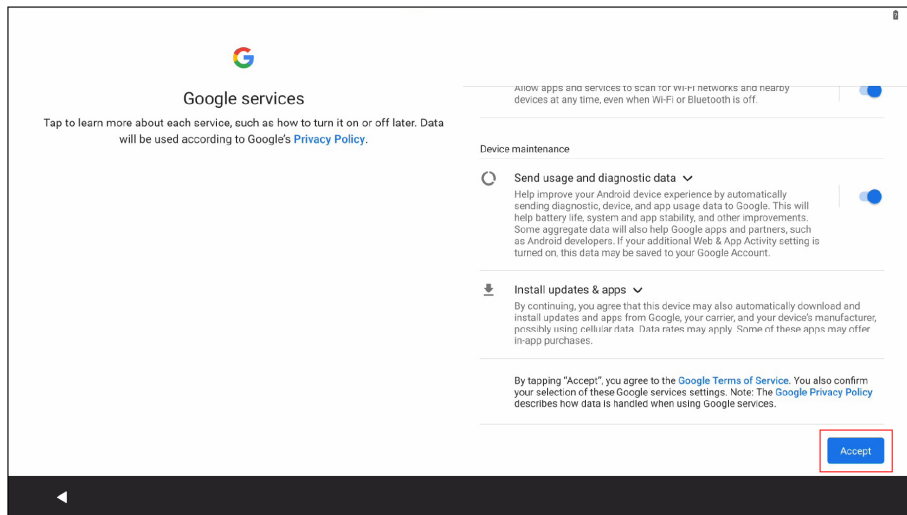 Google services
Tap to learn more about each service, such as how to turn it on or off later. Data
will be used according to Google's Privacy Policy.
Allow apps and services to scan for Wi-Fi networks and nearby
devices at any time, even when Wi-Fi or Bluetooth is off.
Device maintenance
Send usage and diagnostic data
Help improve your Android device experience by automatically
sending diagnostic, device, and app usage data to Google. This will
help battery life, system and app stability, and other improvements.
Some aggregate data will also help Google apps and partners, such
as Android developers. If your additional Web & App Activity setting is
turned on, this data may be saved to your Google Account.
Install updates & apps
By continuing, you agree that this device may also automatically download and
install updates and apps from Google, your carrier, and your device's manufacturer,
possibly using cellular data. Data rates may apply. Some of these apps may offer
in-app purchases.
By tapping "Accept", you agree to the Google Terms of Service. You also confirm
your selection of these Google services settings. Note: The Google Privacy Policy
describes how data is handled when using Google services.
Accept